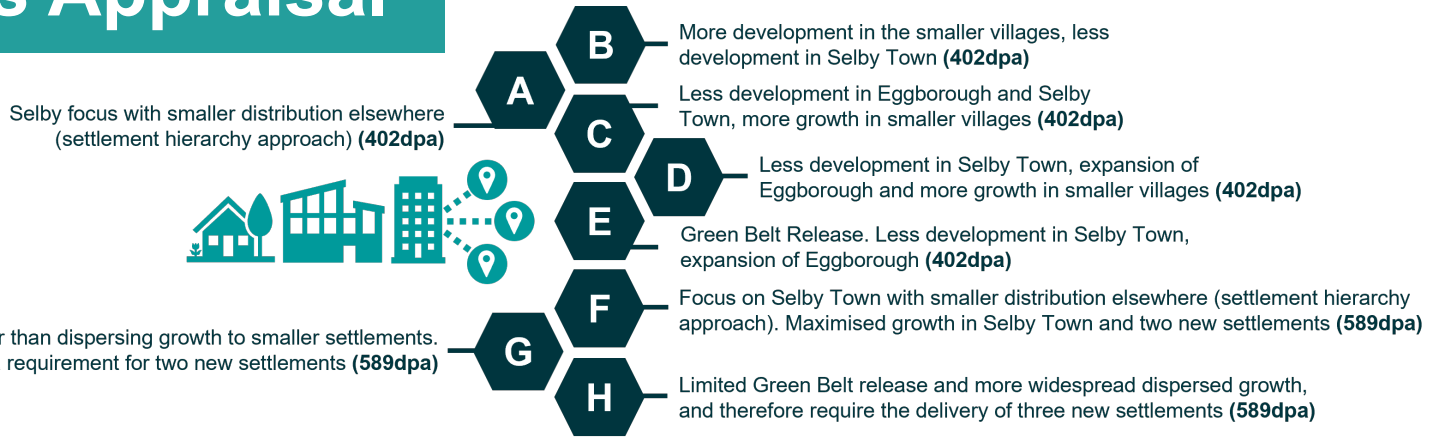 s Appraisal
A
Selby focus with smaller distribution elsewhere
(settlement hierarchy approach) (402dpa)
B
More development in the smaller villages, less
development in Selby Town (402dpa)
C
Less development in Eggborough and Selby
Town, more growth in smaller villages (402dpa)
D
Less development in Selby Town, expansion of
Eggborough and more growth in smaller villages (402dpa)
E
Green Belt Release. Less development in Selby Town,
expansion of Eggborough (402dpa)
F
Focus on Selby Town with smaller distribution elsewhere (settlement hierarchy
approach). Maximised growth in Selby Town and two new settlements (589dpa)
G
r than dispersing growth to smaller settlements.
requirement for two new settlements (589dpa)
H
Limited Green Belt release and more widespread dispersed growth,
and therefore require the delivery of three new settlements (589dpa)